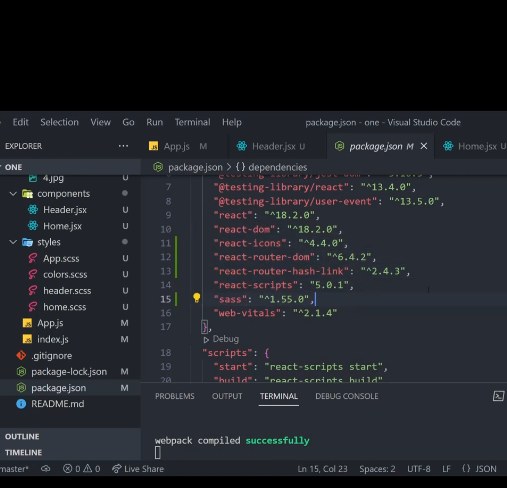 Edit Selection View Go Run Terminal Help package.json - one - Visual Studio Code
EXPLORER
ONE
4.jpg U
components
Header.jsx U
Home.jsx U
styles
App.scss U
colors.scss U
header.scss U
home.scss U
App.js M
index.js M
.gitignore
package-lock.json M
package.json M
README.md
OUTLINE
TIMELINE
App.js M Header.jsx U package.json M Home.jsx U
package.json > {} dependencies
7 "@testing-library/react": "^13.4.0",
8 "@testing-library/user-event": "^13.5.0",
9 "react": "^18.2.0",
10 "react-dom": "^18.2.0",
11 "react-icons": "^4.4.0",
12 "react-router-dom": "^6.4.2",
13 "react-router-hash-link": "^2.4.3",
14 "react-scripts": "5.0.1",
15 "sass": "^1.55.0",
16 "web-vitals": "^2.1.4"
17 },
Debug
18 "scripts": {
19 "start": "react-scripts start",
20 "build": "react-scripts build"
PROBLEMS OUTPUT TERMINAL DEBUG CONSOLE
webpack compiled successfully
master* 0 0 Live Share Ln 15, Col 23 Spaces: 2 UTF-8 LF {} JSON